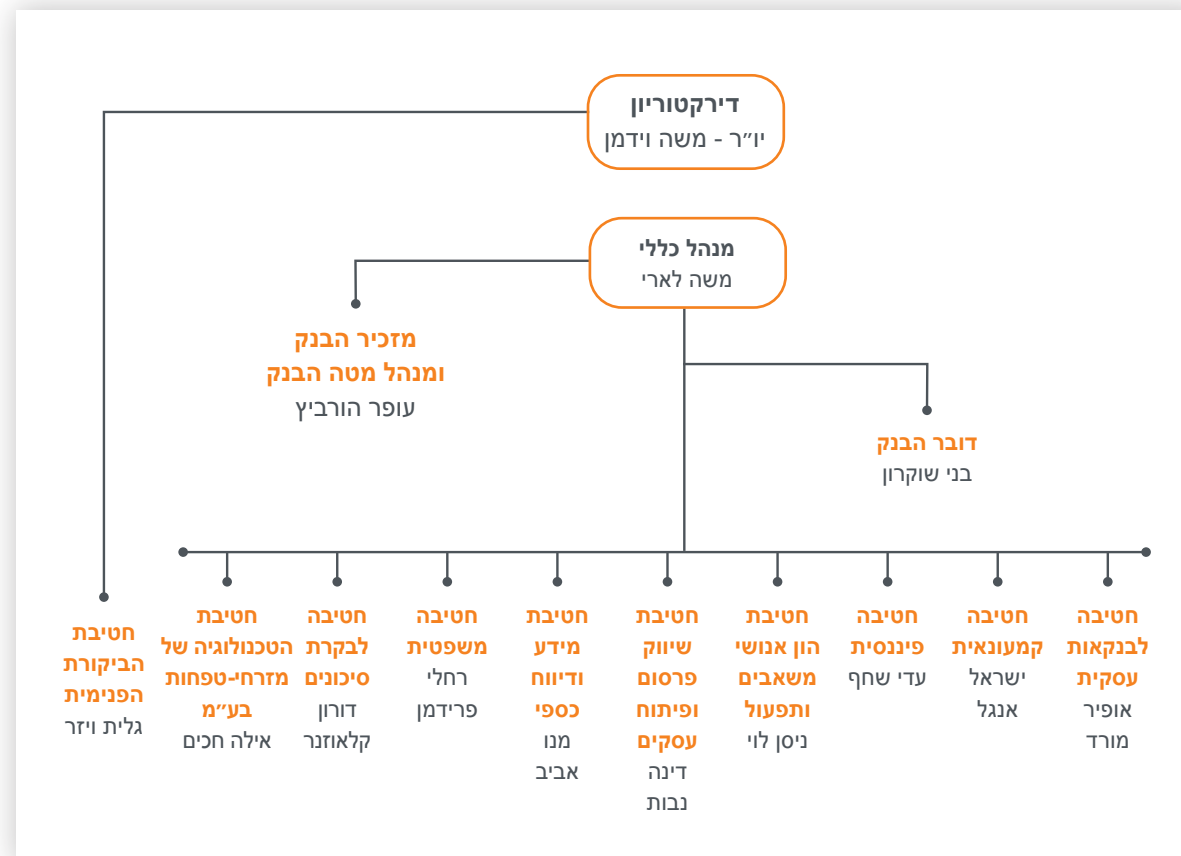 דירקטוריון
יו״ר - משה וידמן
מנהל כללי
משה לארי
מזכיר הבנק
ומנהל מטה הבנק
עופר הורביץ
דובר הבנק
בני שוקרון
חטיבה
לבנקאות
עסקית
אופיר
מורד
חטיבה
קמעונאית
ישראל
אנגל
חטיבה
פיננסית
עדי שחף
חטיבת
הון אנושי
משאבים
ותפעול
ניסן לוי
חטיבת
שיווק
פרסום
ופיתוח
עסקים
דינה
נבות
חטיבת
מידע
ודיווח
כספי
מנו
אביב
חטיבה
משפטית
רחלי
פרידמן
חטיבה
לבקרת
סיכונים
דורון
קלאוזנר
חטיבת
הטכנולוגיה של
מזרחי-טפחות
בע״מ
אילה חכים
חטיבת
הביקורת
הפנימית
גלית ויזר